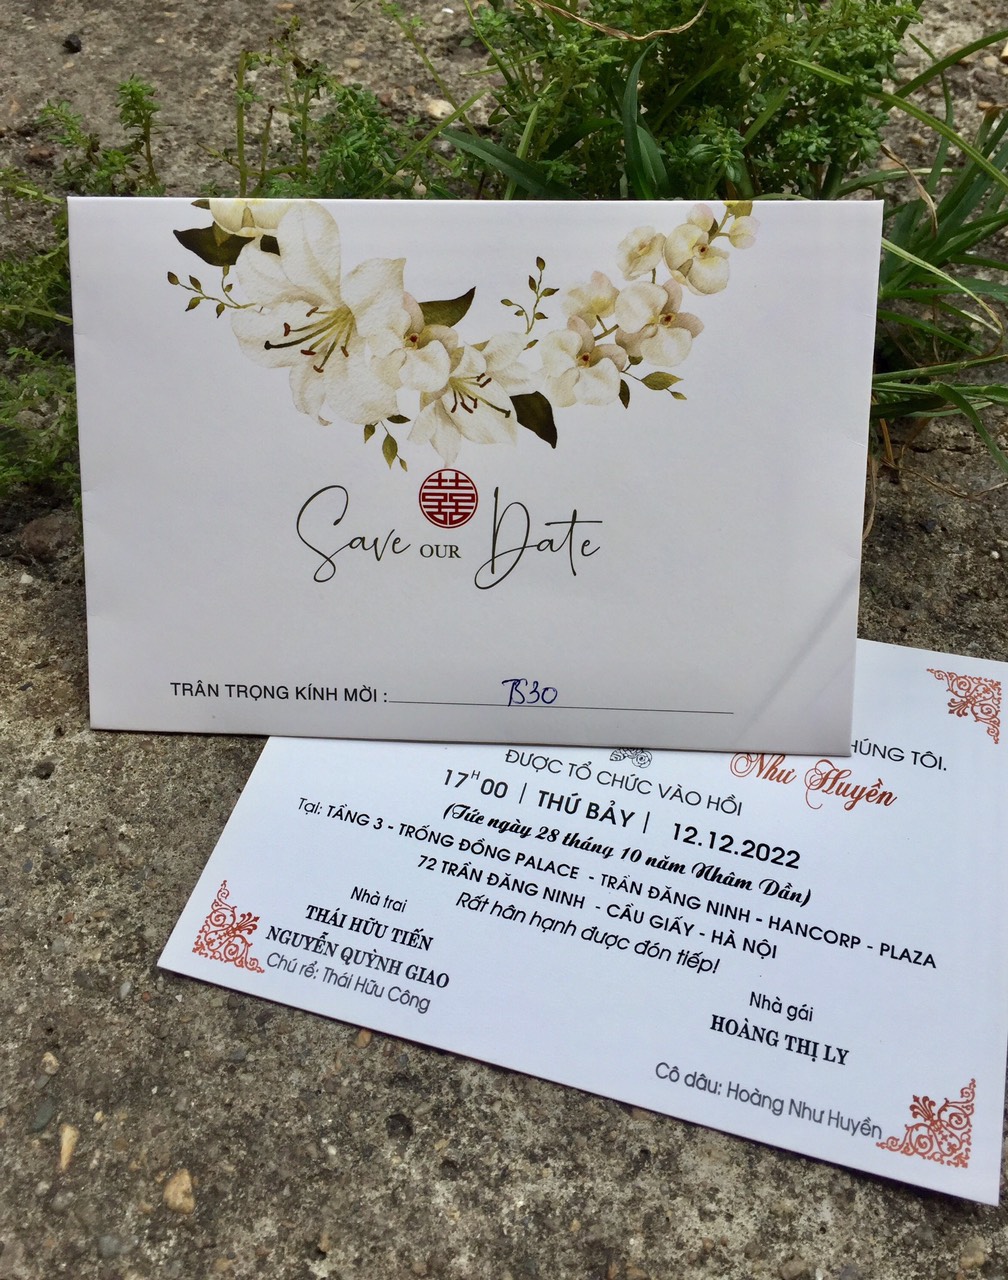 囍
Save OUR Date
TRÂN TRỌNG KÍNH MỜI : TS30
HÚNG TÔI.
Như Huyền
ĐƯỢC TỔ CHỨC VÀO HỒI
17H00 | THỨ BẢY | 12.12.2022
(Tức ngày 28 tháng 10 năm Nhâm Dần)
Tại: TẦNG 3 - TRỐNG ĐỒNG PALACE - TRẦN ĐĂNG NINH - HANCORP - PLAZA
72 TRẦN ĐĂNG NINH - CẦU GIẤY - HÀ NỘI
Rất hân hạnh được đón tiếp!
Nhà trai
THÁI HỮU TIẾN
NGUYỄN QUỲNH GIAO
Chú rể: Thái Hữu Công
Nhà gái
HOÀNG THỊ LY
Cô dâu: Hoàng Như Huyền